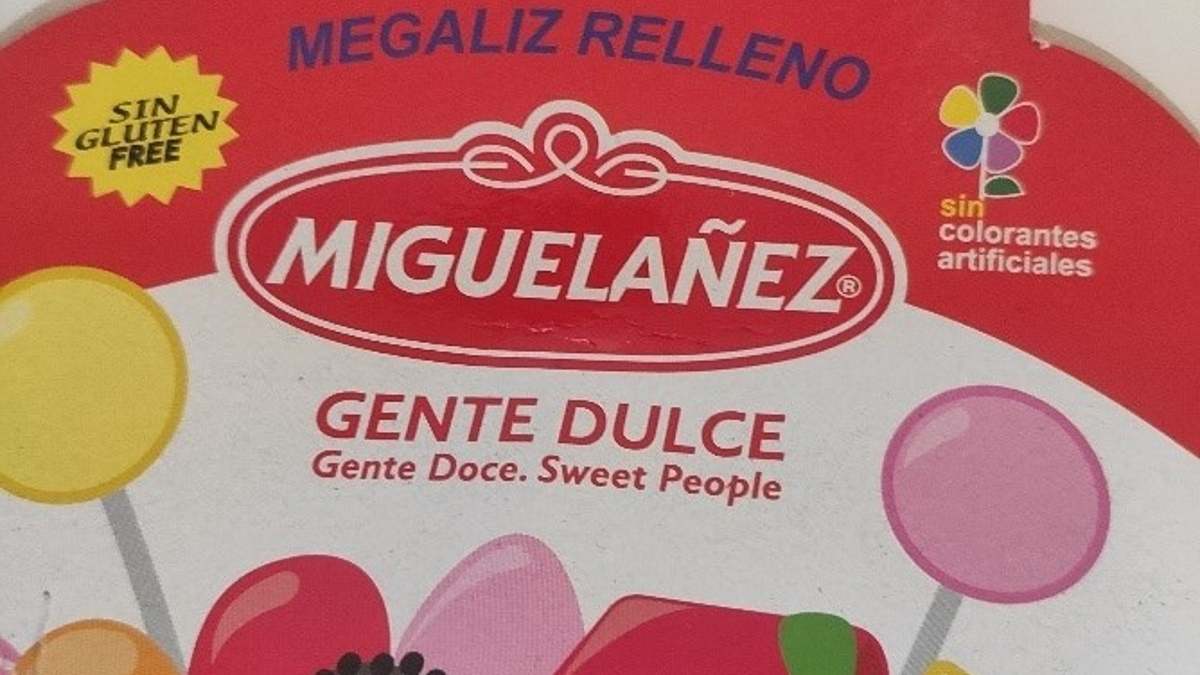 MEGALIZ RELLENO
SIN
GLUTEN
FREE
MIGUELAÑEZ®
sin
colorantes
artificiales
GENTE DULCE
Gente Doce. Sweet People